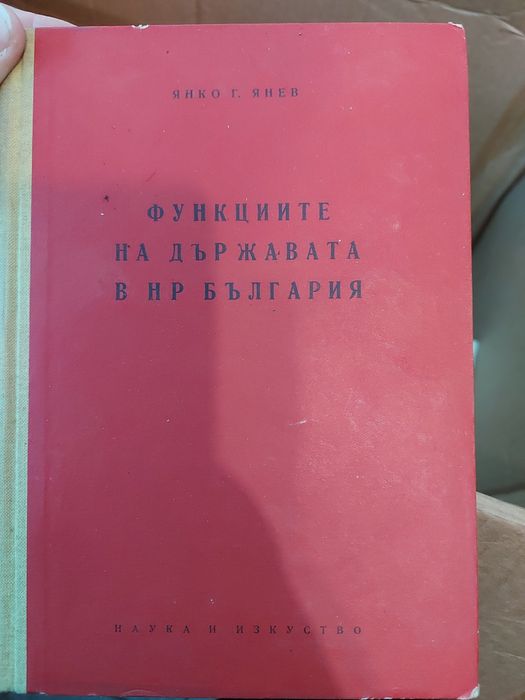 ЯНКО Г. ЯНЕВ
ФУНКЦИИТЕ
НА ДЪРЖАВАТА
В НР БЪЛГАРИЯ
НАУКА И ИЗКУСТВО